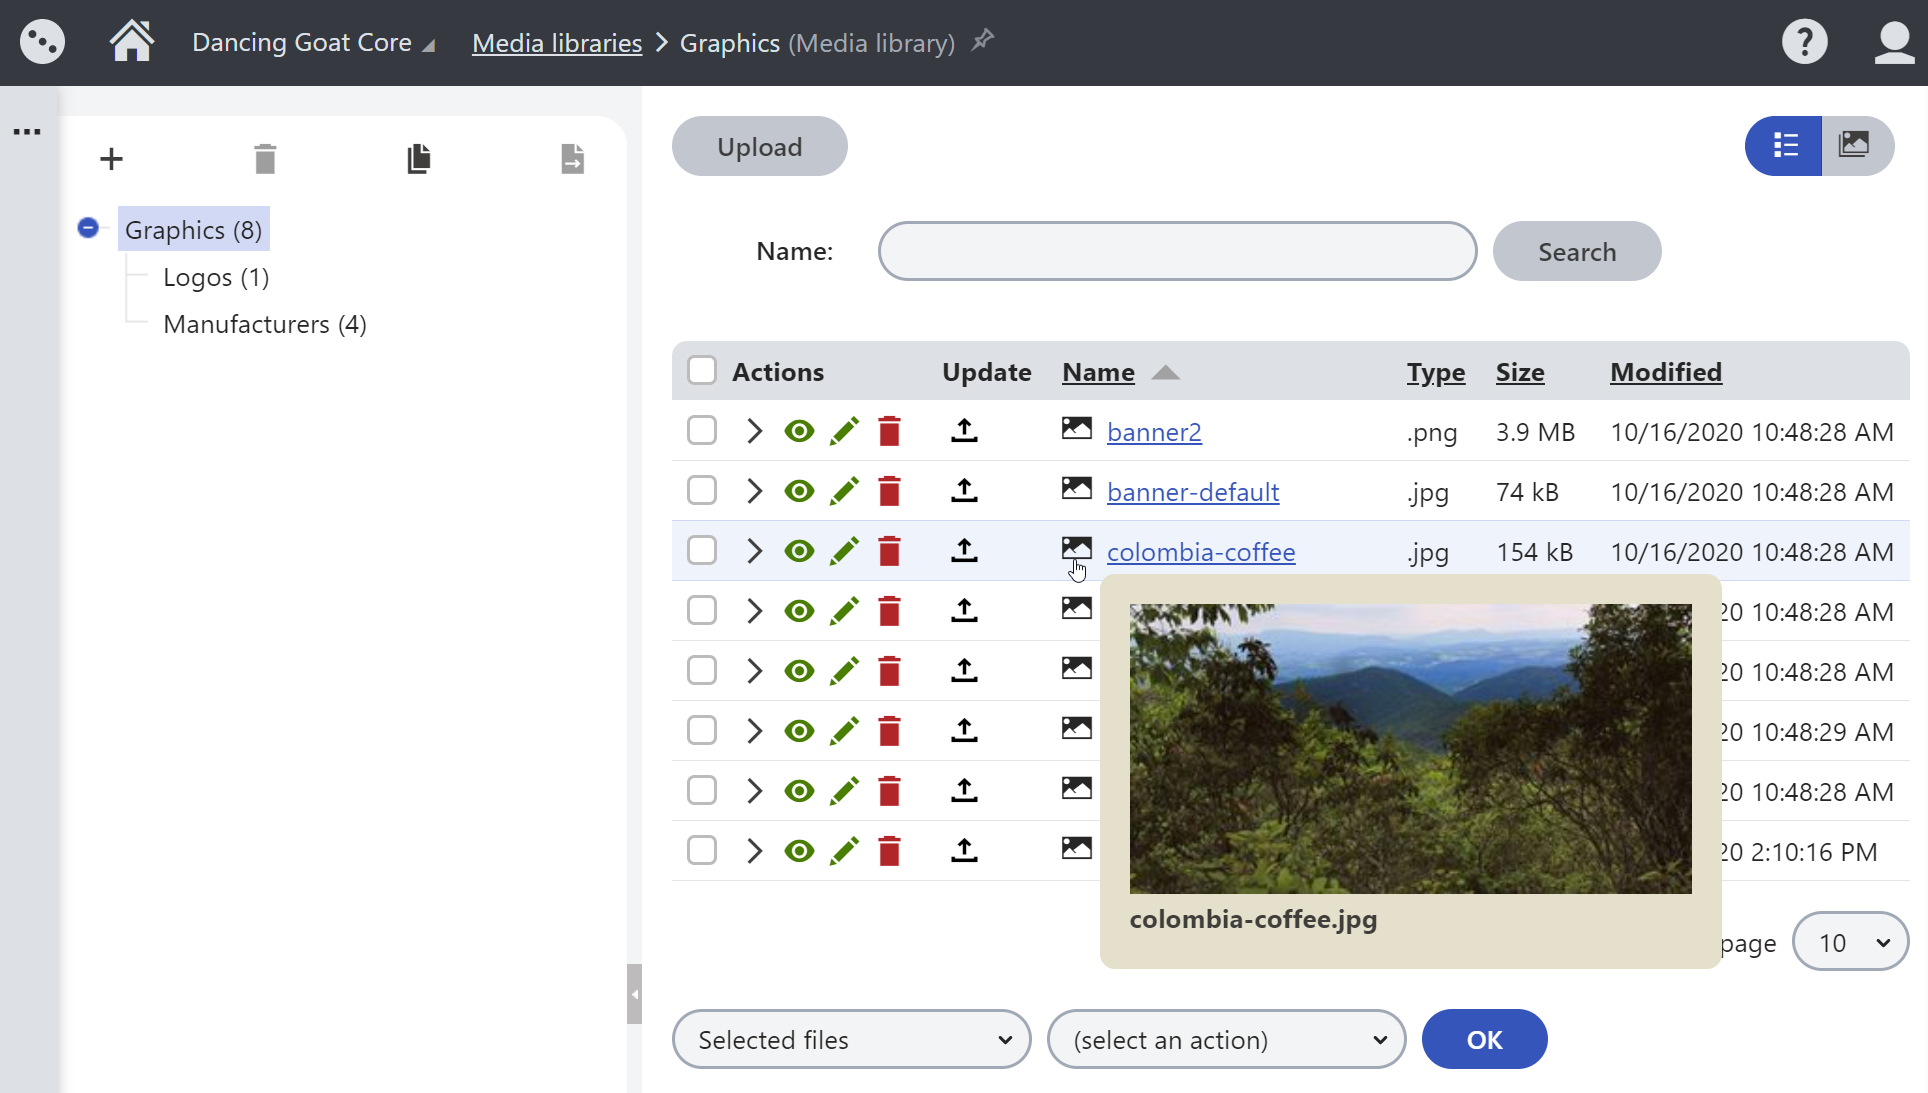 Dancing Goat Core Media libraries Graphics (Media library) ?
Upload
Graphics (8)
Logos (1)
Manufacturers (4)
Name: Search
Actions Update Name Type Size Modified
banner2 .png 3.9 MB 10/16/2020 10:48:28 AM
banner-default .jpg 74 kB 10/16/2020 10:48:28 AM
colombia-coffee .jpg 154 kB 10/16/2020 10:48:28 AM
20 10:48:28 AM
20 10:48:28 AM
20 10:48:29 AM
20 10:48:28 AM
20 2:10:16 PM
colombia-coffee.jpg
page 10
Selected files (select an action) OK